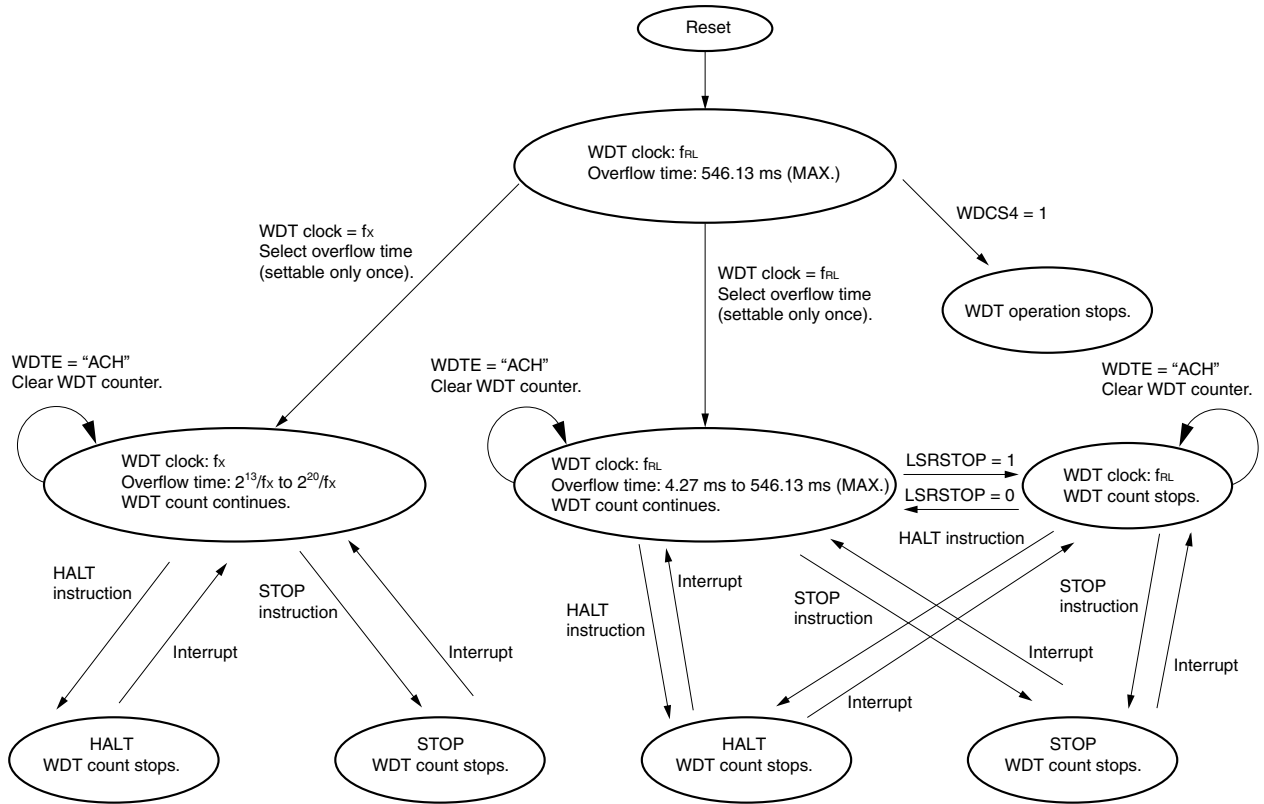 Reset
WDT clock: fRL
Overflow time: 546.13 ms (MAX.)
WDCS4 = 1
WDT clock = fX
Select overflow time
(settable only once).
WDT clock = fRL
Select overflow time
(settable only once).
WDT operation stops.
WDTE = “ACH”
Clear WDT counter.
WDTE = “ACH”
Clear WDT counter.
WDTE = “ACH”
Clear WDT counter.
WDT clock: fX
Overflow time: 2^13/fX to 2^20/fX
WDT count continues.
WDT clock: fRL
Overflow time: 4.27 ms to 546.13 ms (MAX.)
WDT count continues.
LSRSTOP = 1
LSRSTOP = 0
WDT clock: fRL
WDT count stops.
HALT instruction
HALT
instruction
Interrupt
STOP
instruction
Interrupt
HALT
instruction
Interrupt
STOP
instruction
Interrupt
Interrupt
STOP
instruction
Interrupt
HALT
WDT count stops.
STOP
WDT count stops.
HALT
WDT count stops.
STOP
WDT count stops.